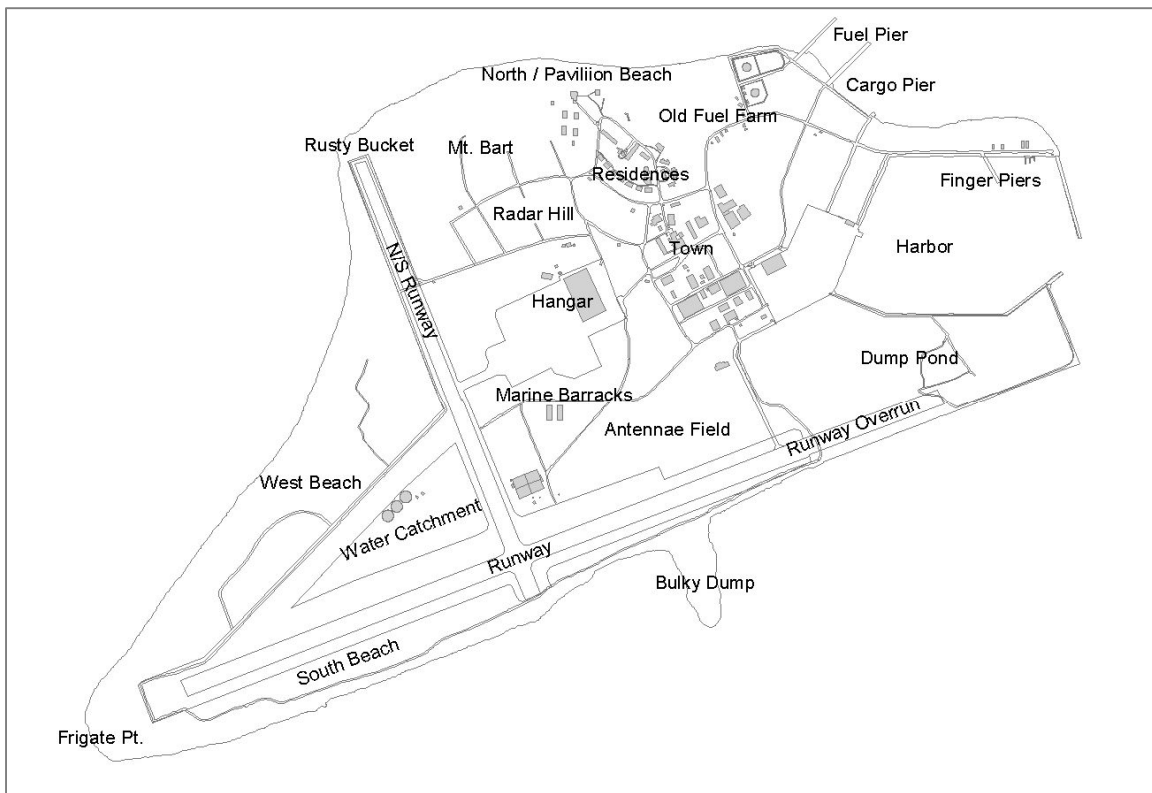 Fuel Pier
North / Paviliion Beach
Cargo Pier
Old Fuel Farm
Rusty Bucket
Mt. Bart
Residences
Finger Piers
Radar Hill
N/S Runway
Town
Harbor
Hangar
Dump Pond
Marine Barracks
Antennae Field
Runway Overrun
West Beach
Water Catchment
Runway
Bulky Dump
South Beach
Frigate Pt.